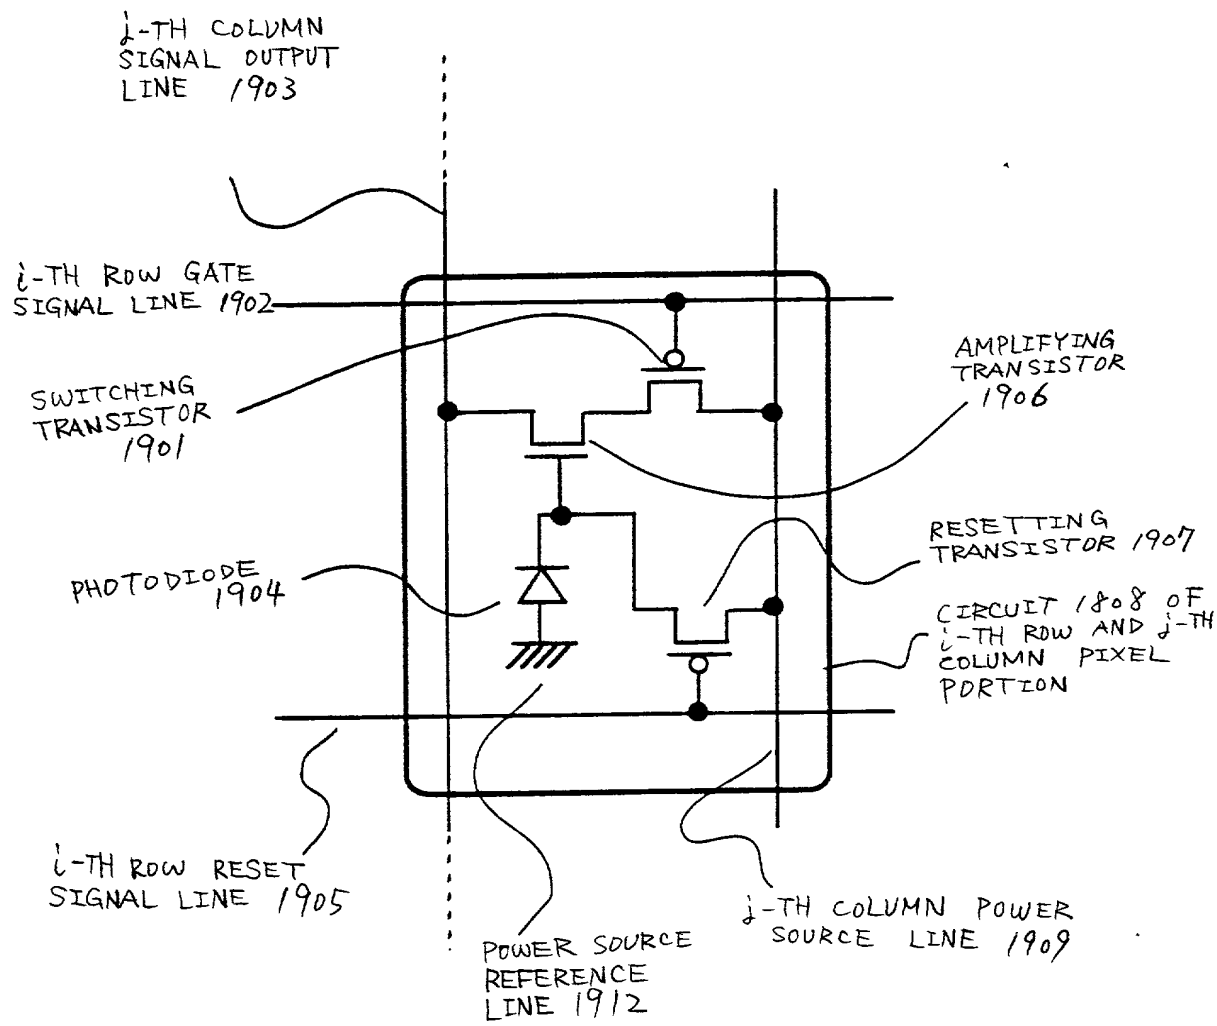 j-TH COLUMN
SIGNAL OUTPUT
LINE 1903
i-TH ROW GATE
SIGNAL LINE 1902
SWITCHING
TRANSISTOR
1901
AMPLIFYING
TRANSISTOR
1906
RESETTING
TRANSISTOR 1907
PHOTODIODE
1904
CIRCUIT 1808 OF
i-TH ROW AND j-TH
COLUMN PIXEL
PORTION
i-TH ROW RESET
SIGNAL LINE 1905
POWER SOURCE
REFERENCE
LINE 1912
j-TH COLUMN POWER
SOURCE LINE 1909